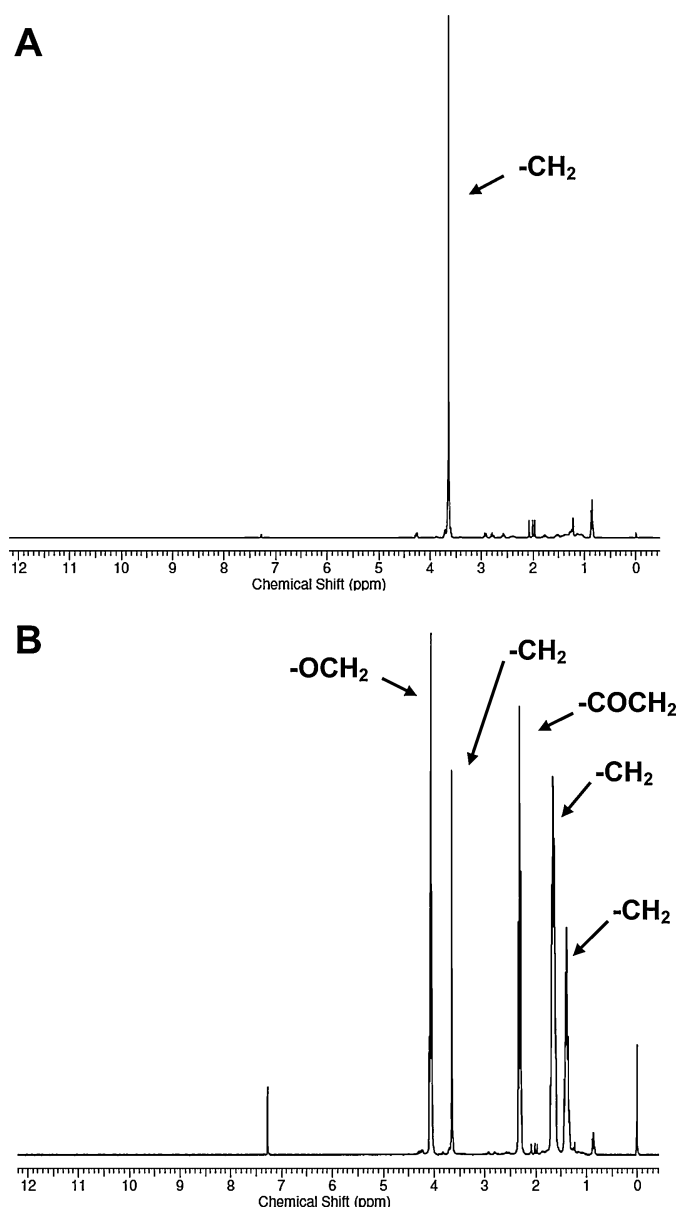 A
-CH₂
12 11 10 9 8 7 6 5 4 3 2 1 0
Chemical Shift (ppm)
B
-OCH₂
-CH₂
-COCH₂
-CH₂
-CH₂
12 11 10 9 8 7 6 5 4 3 2 1 0
Chemical Shift (ppm)